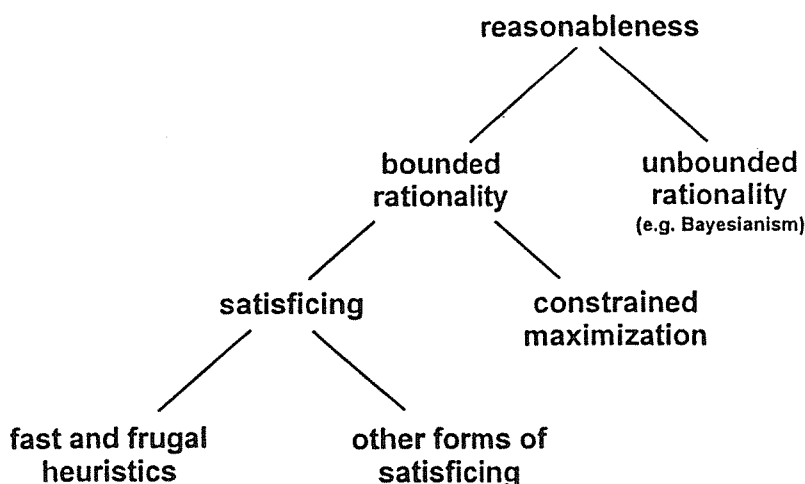 reasonableness
bounded
rationality
unbounded
rationality
(e.g. Bayesianism)
satisficing
constrained
maximization
fast and frugal
heuristics
other forms of
satisficing